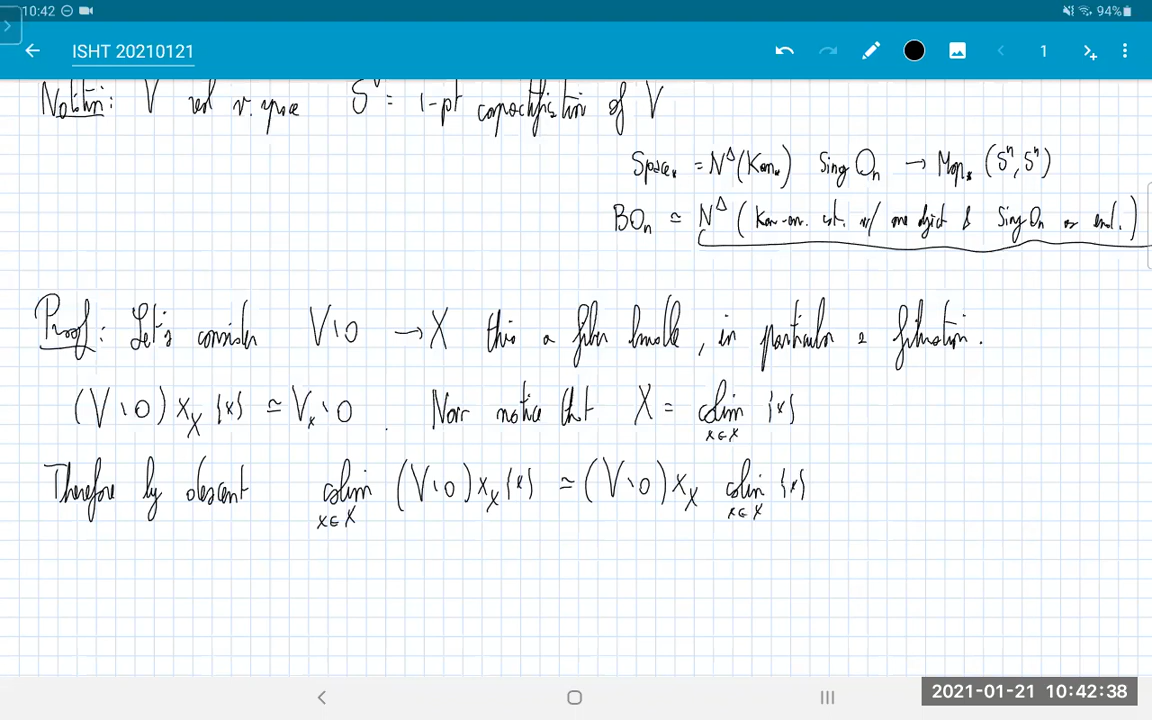 10:42
94%
ISHT 20210121
1
Notation: V real v. space S^V = 1-pt compactification of V
Space_* = N^Δ(Kan_*) Sing O_n → Map_*(S^n, S^n)
BO_n ≃ N^Δ(Kan-en. cat. w/ one object & Sing O_n as end.)
Proof: Let's consider V∖0 → X this a fiber bundle, in particular a fibration.
(V∖0) ×_X {x} ≃ V_x∖0. Now notice that X = colim_{x∈X} {x}
Therefore by descent colim_{x∈X} (V∖0) ×_X {x} ≃ (V∖0) ×_X colim_{x∈X} {x}
2021-01-21 10:42:38